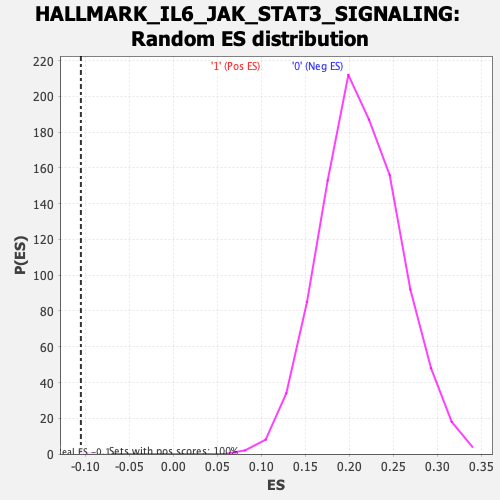 HALLMARK_IL6_JAK_STAT3_SIGNALING:
Random ES distribution
'1' (Pos ES)
'0' (Neg ES)
P(ES)
220
200
180
160
140
120
100
80
60
40
20
0
Sets with pos scores: 100%
-0.10 -0.05 0.00 0.05 0.10 0.15 0.20 0.25 0.30 0.35
ES